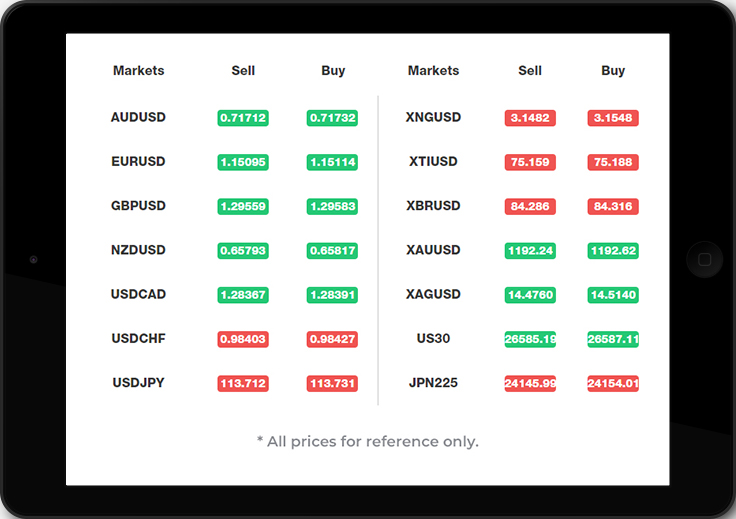 Markets Sell Buy Markets Sell Buy
AUDUSD 0.71712 0.71732 XNGUSD 3.1482 3.1548
EURUSD 1.15095 1.15114 XTIUSD 75.159 75.188
GBPUSD 1.29559 1.29583 XBRUSD 84.286 84.316
NZDUSD 0.65793 0.65817 XAUUSD 1192.24 1192.62
USDCAD 1.28367 1.28391 XAGUSD 14.4760 14.5140
USDCHF 0.98403 0.98427 US30 26585.19 26587.11
USDJPY 113.712 113.731 JPN225 24145.99 24154.01
* All prices for reference only.